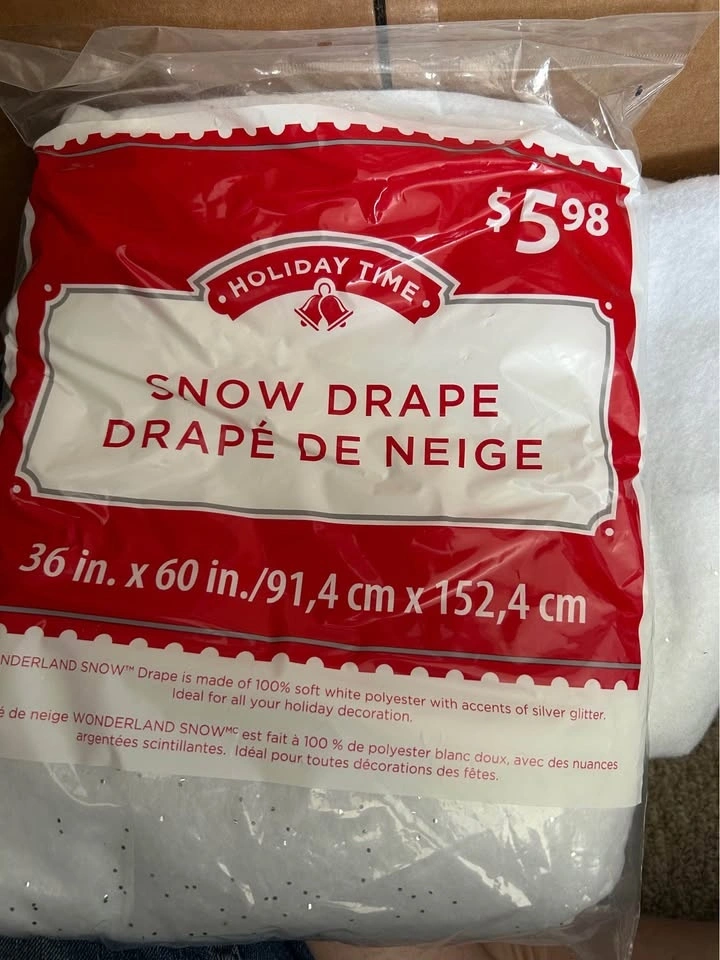 $5.98
HOLIDAY TIME
SNOW DRAPE
DRAPÉ DE NEIGE
36 in. x 60 in./91,4 cm x 152,4 cm
SNOW™ Drape is made of 100% soft white polyester with accents of silver glitter.
Ideal for all your holiday decoration.
de neige WONDERLAND SNOWᴹᶜ est fait à 100 % de polyester blanc doux, avec des nuances
argentées scintillantes. Idéal pour toutes décorations des fêtes.